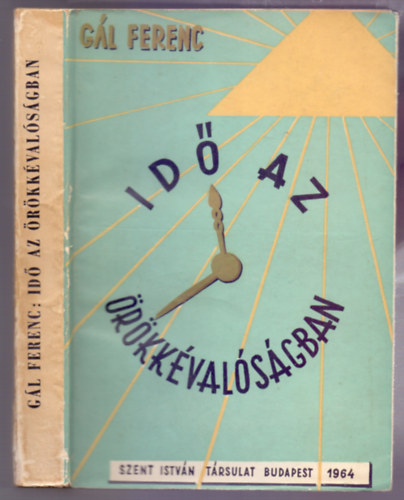 GÁL FERENC: IDŐ AZ ÖRÖKKÉVALÓSÁGBAN
GÁL FERENC
IDŐ AZ
ÖRÖKKÉVALÓSÁGBAN
SZENT ISTVÁN TÁRSULAT BUDAPEST 1964